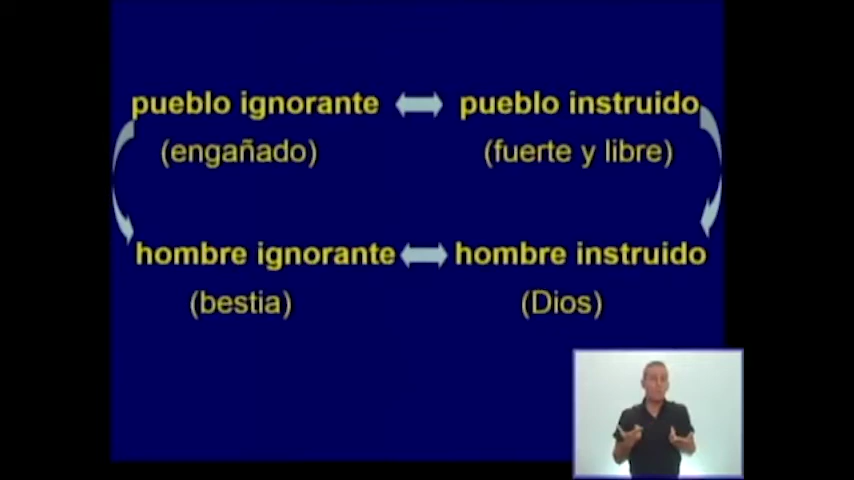 pueblo ignorante pueblo instruido
(engañado) (fuerte y libre)
hombre ignorante hombre instruido
(bestia) (Dios)